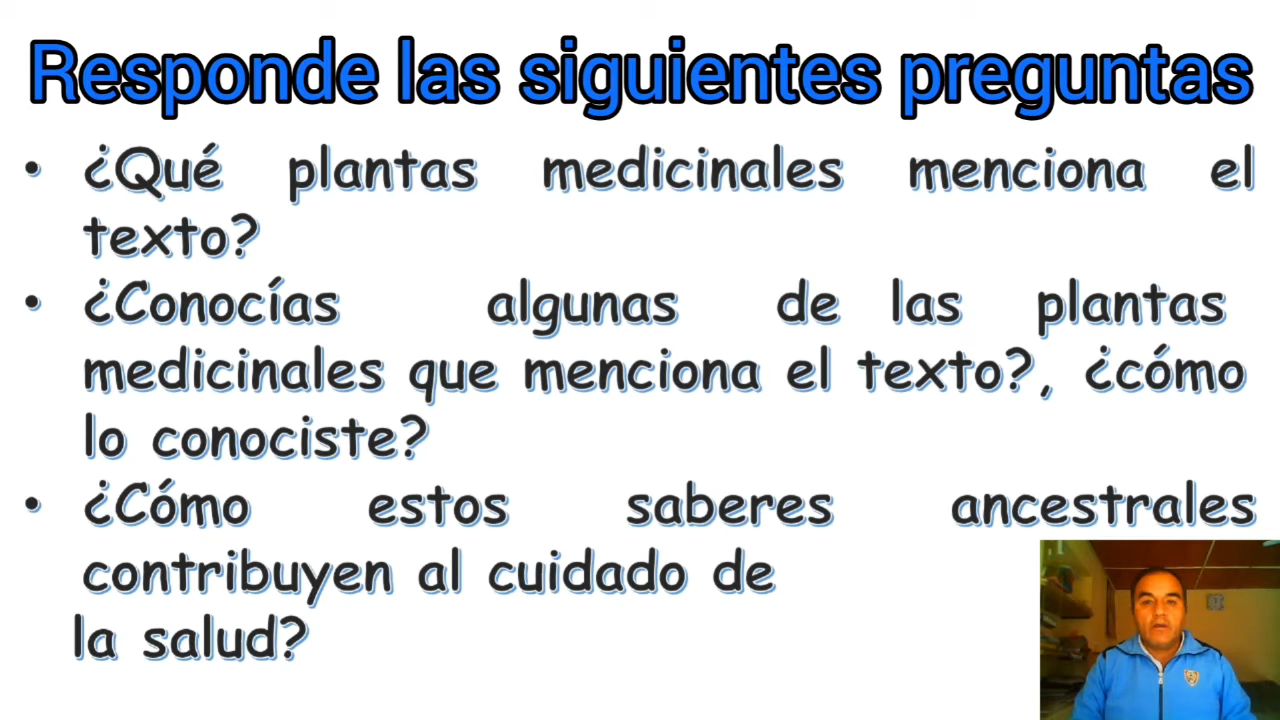 Responde las siguientes preguntas
• ¿Qué plantas medicinales menciona el
texto?
• ¿Conocías algunas de las plantas
medicinales que menciona el texto?, ¿cómo
lo conociste?
• ¿Cómo estos saberes ancestrales
contribuyen al cuidado de
la salud?